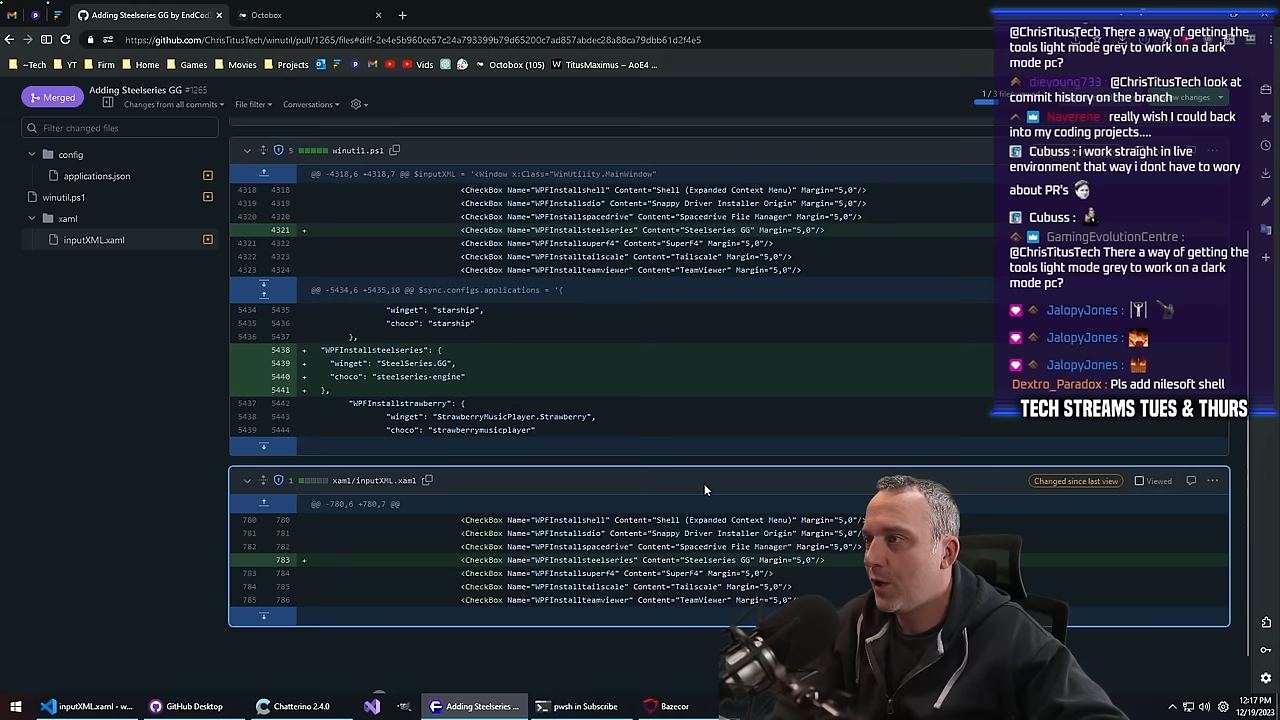 Adding Steelseries GG by EndCod
Octobox
https://github.com/ChrisTitusTech/winutil/pull/1265/files#diff-2e4e5b960ce57c24a793399b79d65200c7ad857abdec28a88ca79dbb61d2f4e5
~Tech
YT
Firm
Home
Games
Movies
Projects
Vids
Octobox (105)
TitusMaximus – AoE4 ...
Merged
Adding Steelseries GG #1265
Changes from all commits
File filter
Conversations
1 / 3 files
changes
Filter changed files
config
applications.json
winutil.ps1
xaml
inputXML.xaml
5 winutil.ps1
@@ -4318,6 +4318,7 @@ $inputXML = '<Window x:Class="WinUtility.MainWindow"
4318 4318 <CheckBox Name="WPFInstallshell" Content="Shell (Expanded Context Menu)" Margin="5,0"/>
4319 4319 <CheckBox Name="WPFInstallsdio" Content="Snappy Driver Installer Origin" Margin="5,0"/>
4320 4320 <CheckBox Name="WPFInstallspacedrive" Content="Spacedrive File Manager" Margin="5,0"/>
4321 + <CheckBox Name="WPFInstallsteelseries" Content="Steelseries GG" Margin="5,0"/>
4321 4322 <CheckBox Name="WPFInstallsuperf4" Content="SuperF4" Margin="5,0"/>
4322 4323 <CheckBox Name="WPFInstalltailscale" Content="Tailscale" Margin="5,0"/>
4323 4324 <CheckBox Name="WPFInstallteamviewer" Content="TeamViewer" Margin="5,0"/>
@@ -5434,6 +5435,10 @@ $sync.configs.applications = '{
5434 5435 "winget": "starship",
5435 5436 "choco": "starship"
5436 5437 },
5438 + "WPFInstallsteelseries": {
5439 + "winget": "SteelSeries.GG",
5440 + "choco": "steelseries-engine"
5441 + },
5437 5442 "WPFInstallstrawberry": {
5438 5443 "winget": "StrawberryMusicPlayer.Strawberry",
5439 5444 "choco": "strawberrymusicplayer"
1 xaml/inputXML.xaml
Changed since last view
Viewed
@@ -780,6 +780,7 @@
780 780 <CheckBox Name="WPFInstallshell" Content="Shell (Expanded Context Menu)" Margin="5,0"/>
781 781 <CheckBox Name="WPFInstallsdio" Content="Snappy Driver Installer Origin" Margin="5,0"/>
782 782 <CheckBox Name="WPFInstallspacedrive" Content="Spacedrive File Manager" Margin="5,0"/>
783 + <CheckBox Name="WPFInstallsteelseries" Content="Steelseries GG" Margin="5,0"/>
783 784 <CheckBox Name="WPFInstallsuperf4" Content="SuperF4" Margin="5,0"/>
784 785 <CheckBox Name="WPFInstalltailscale" Content="Tailscale" Margin="5,0"/>
785 786 <CheckBox Name="WPFInstallteamviewer" Content="TeamViewer"
@ChrisTitusTech There a way of getting the
tools light mode grey to work on a dark
mode pc?
dieyoung733 : @ChrisTitusTech look at
commit history on the branch
Naverene : really wish I could back
into my coding projects....
Cubuss : i work straight in live
environment that way i dont have to wory
about PR's
Cubuss :
GamingEvolutionCentre :
@ChrisTitusTech There a way of getting the
tools light mode grey to work on a dark
mode pc?
JalopyJones :
JalopyJones :
JalopyJones :
Dextro_Paradox : Pls add nilesoft shell
TECH STREAMS TUES & THURS
inputXML.xaml - w...
GitHub Desktop
Chatterino 2.4.0
Adding Steelseries ...
pwsh in Subscribe
Bazecor
12:17 PM
12/19/2023